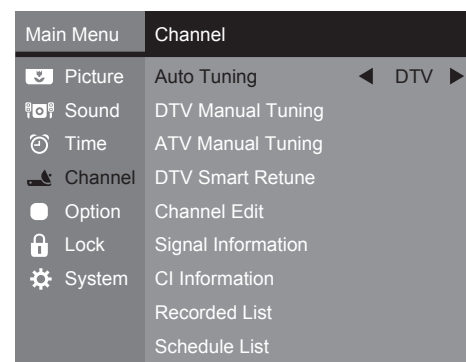 Main Menu Channel
Picture Auto Tuning DTV
Sound DTV Manual Tuning
Time ATV Manual Tuning
Channel DTV Smart Retune
Option Channel Edit
Lock Signal Information
System CI Information
Recorded List
Schedule List